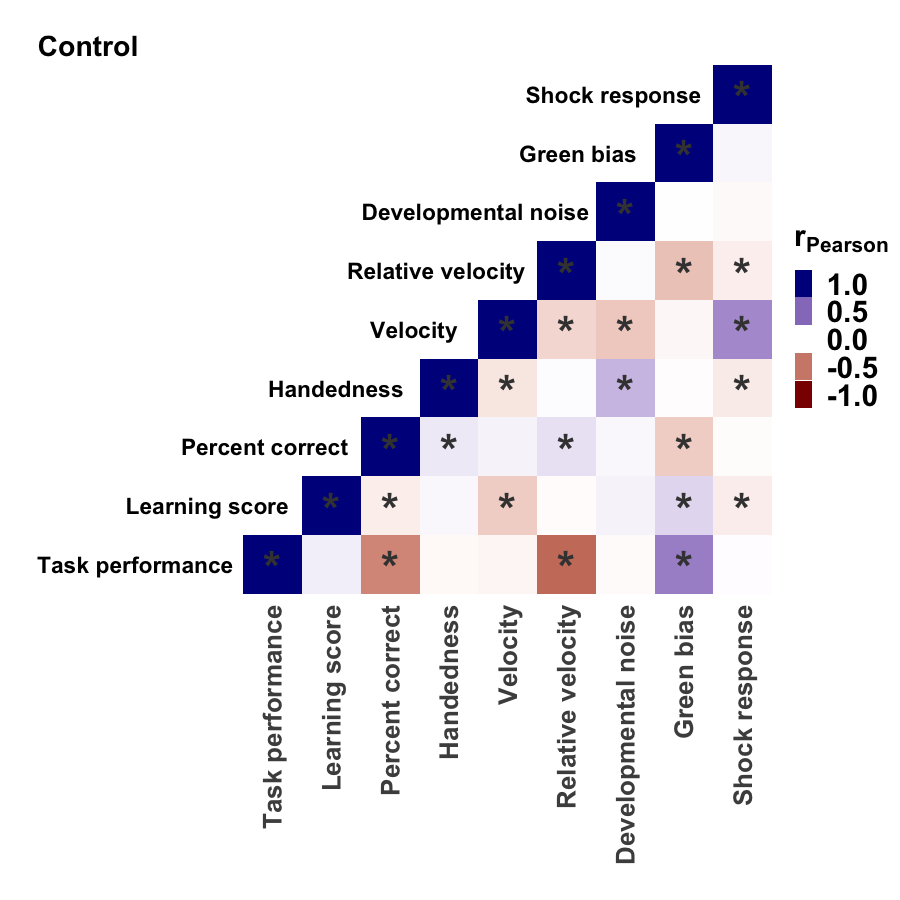 Control
Shock response
Green bias
Developmental noise
Relative velocity
Velocity
Handedness
Percent correct
Learning score
Task performance
* 
*
*
* * *
* * * *
* * * *
* * * *
* * * * *
* * * *
rPearson
1.0
0.5
0.0
-0.5
-1.0
Task performance
Learning score
Percent correct
Handedness
Velocity
Relative velocity
Developmental noise
Green bias
Shock response